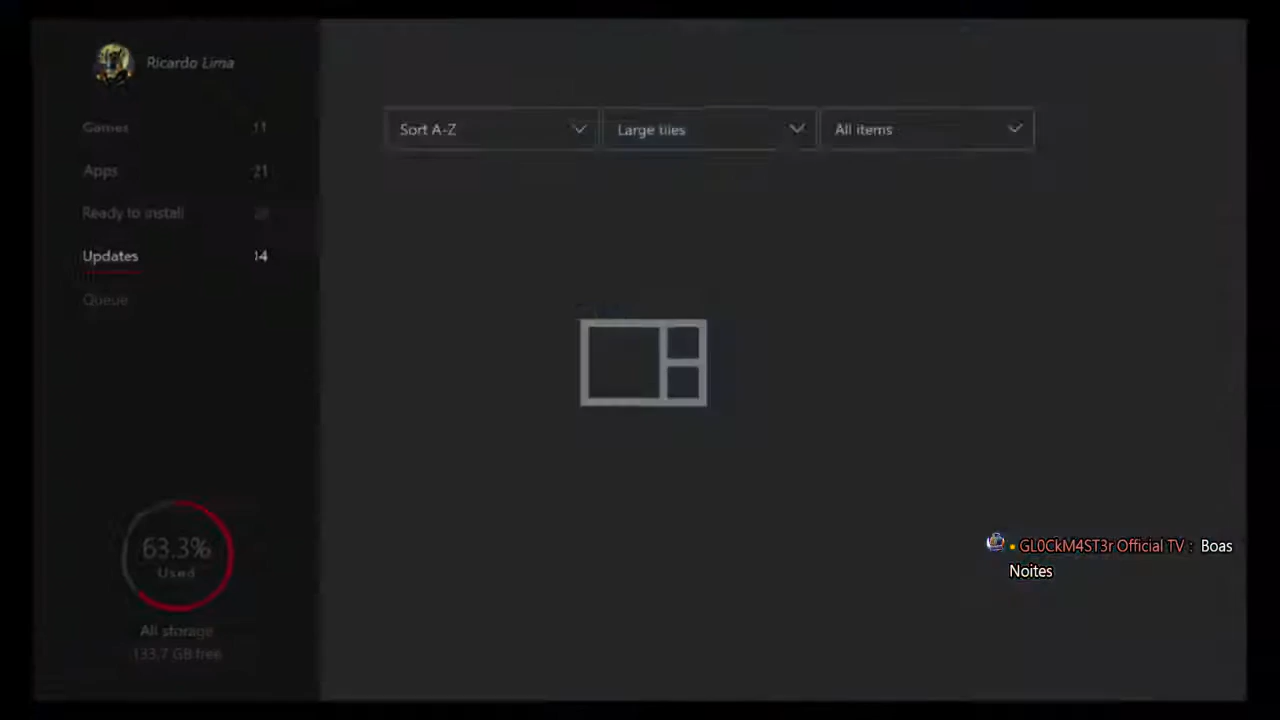 Ricardo Lima
Games 11
Apps 21
Ready to install
Updates 14
Queue
Sort A-Z
Large tiles
All items
63.3%
Used
All storage
133.7 GB free
GL0CkM4ST3r Official TV : Boas
Noites